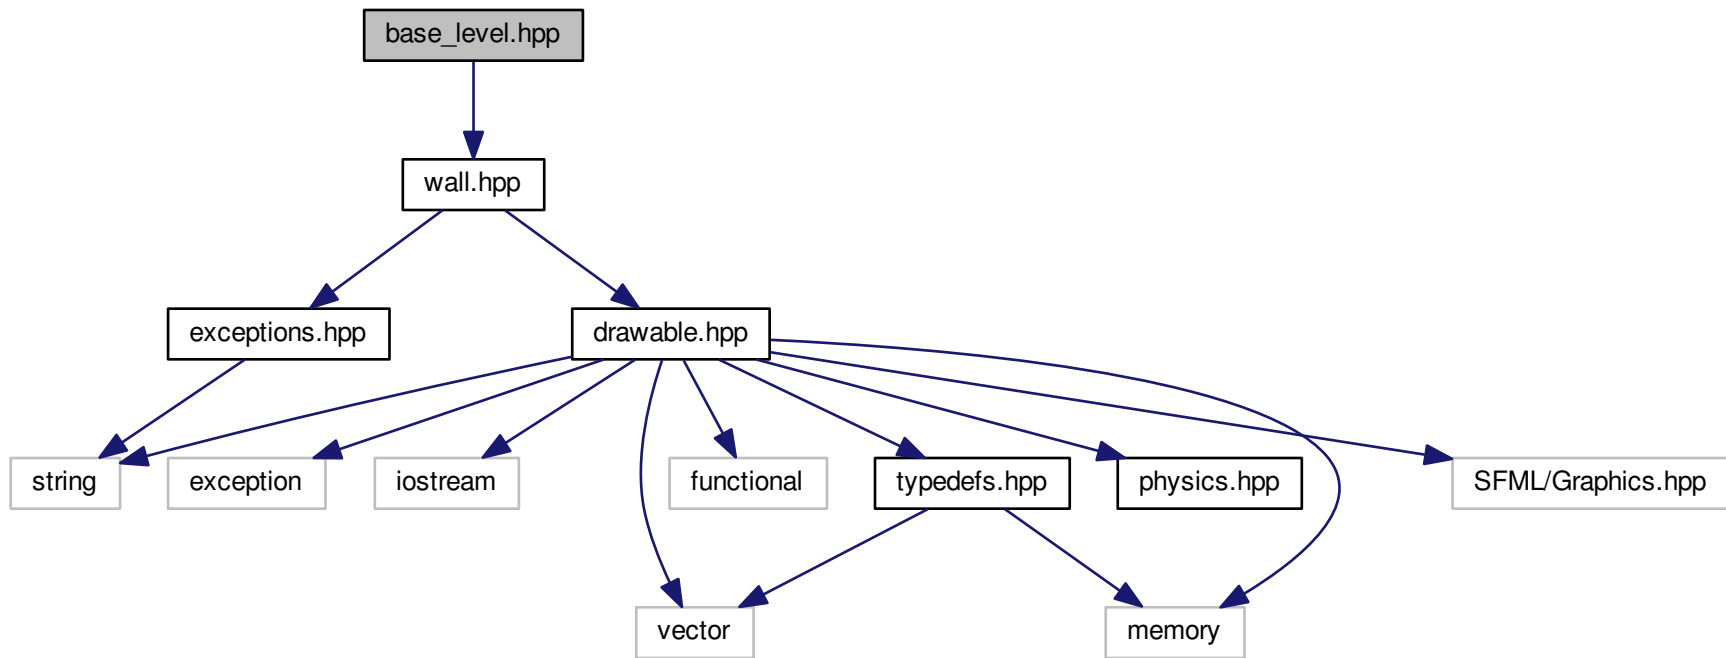 base_level.hpp
wall.hpp
exceptions.hpp
drawable.hpp
string
exception
iostream
functional
typedefs.hpp
physics.hpp
SFML/Graphics.hpp
vector
memory